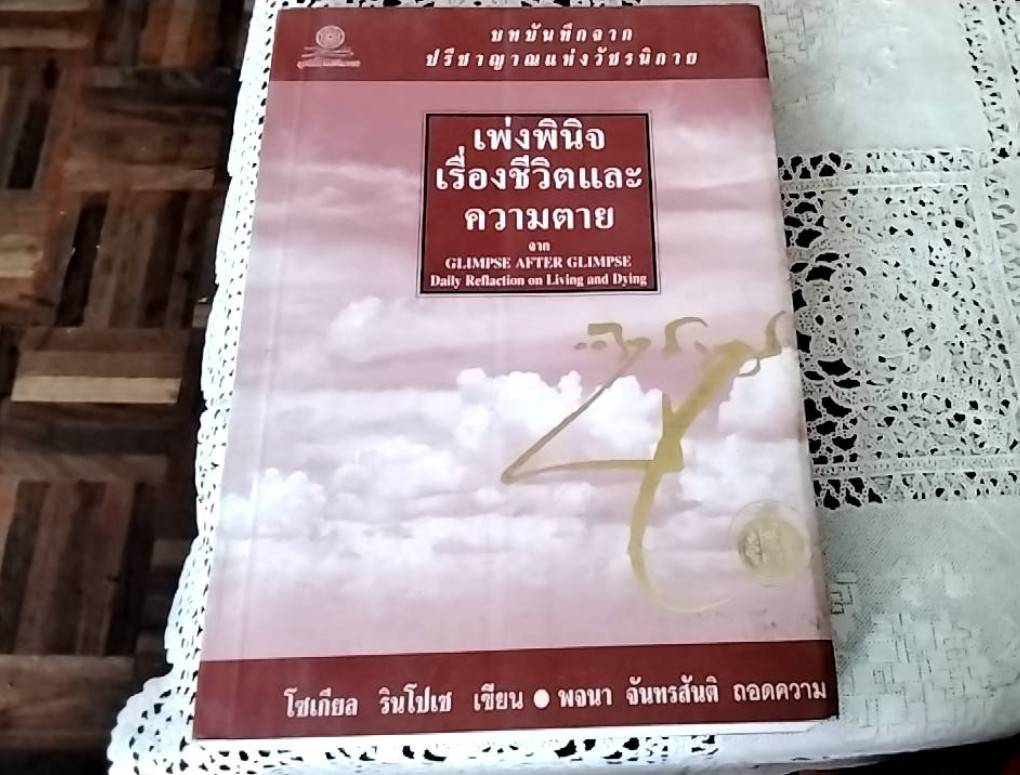 บทบันทึกจาก
ปรีชาญาณแห่งวัชรนิกาย
เพ่งพินิจ
เรื่องชีวิตและ
ความตาย
จาก
GLIMPSE AFTER GLIMPSE
Daily Reflaction on Living and Dying
โซเกียล รินโปเช เขียน ● พจนา จันทรสันติ ถอดความ